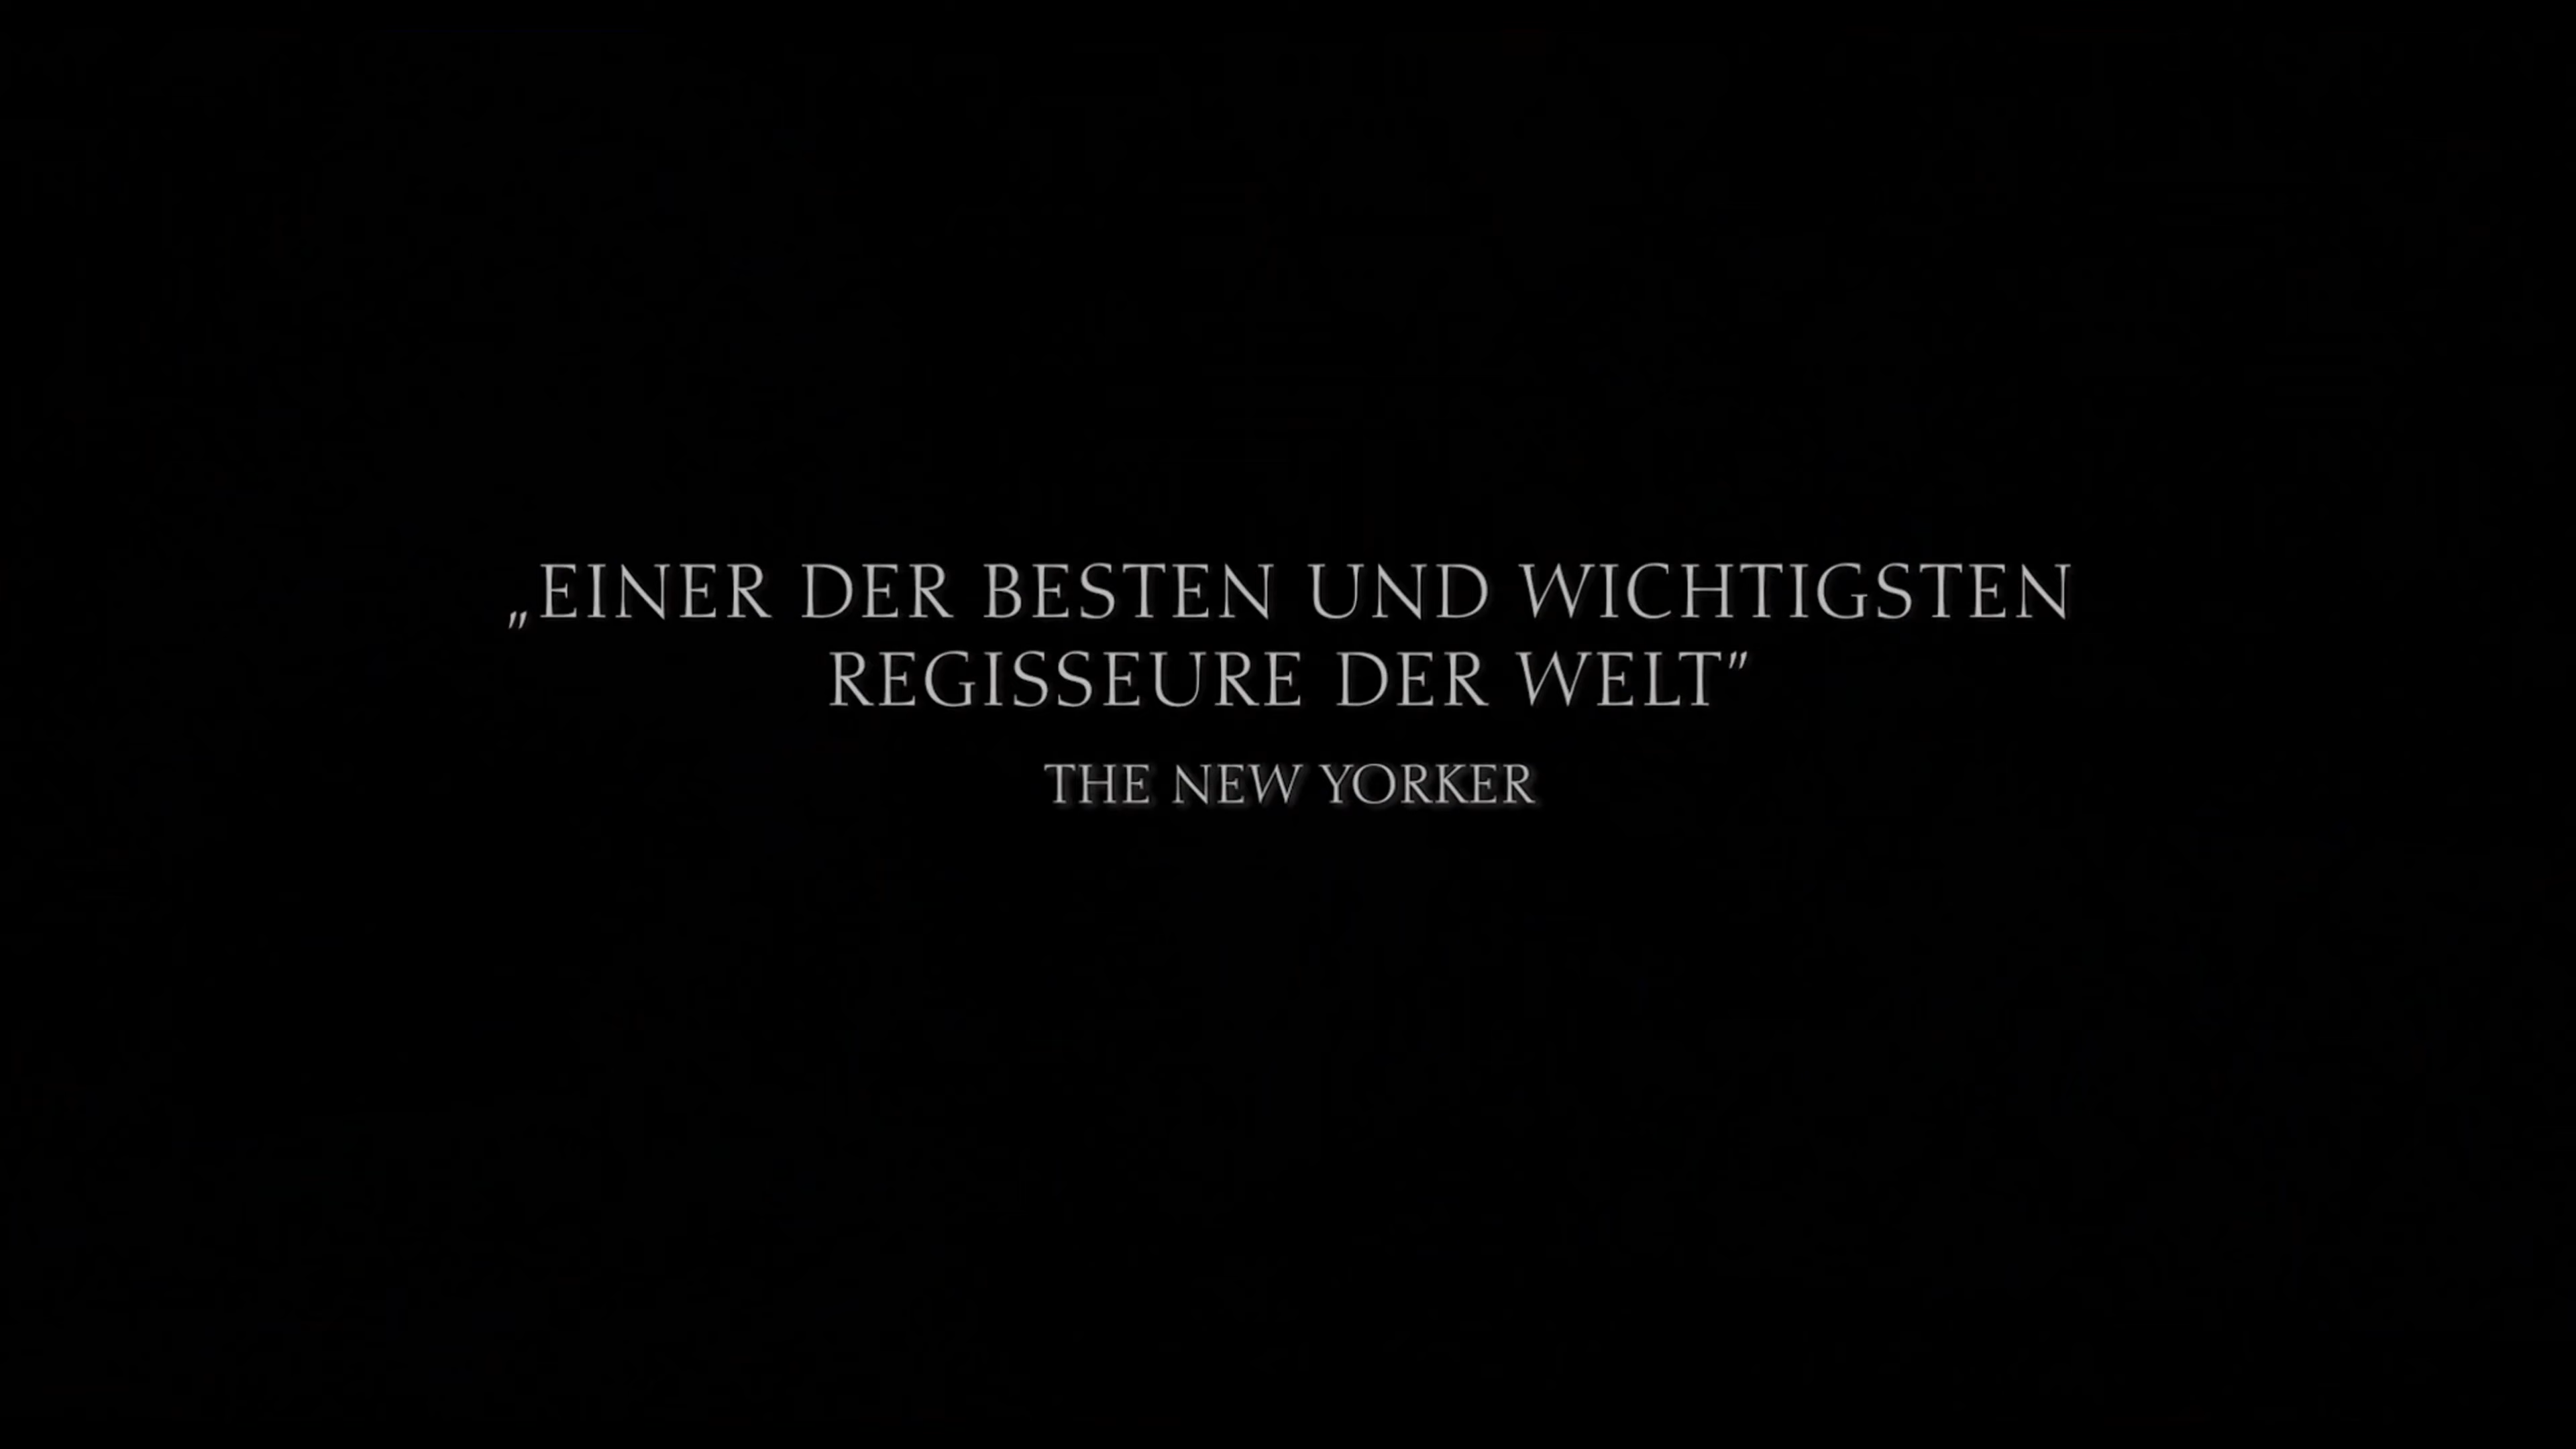 „EINER DER BESTEN UND WICHTIGSTEN
REGISSEURE DER WELT”
THE NEW YORKER